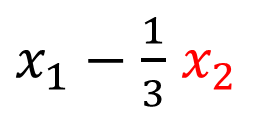 x₁ − 1/3 x₂